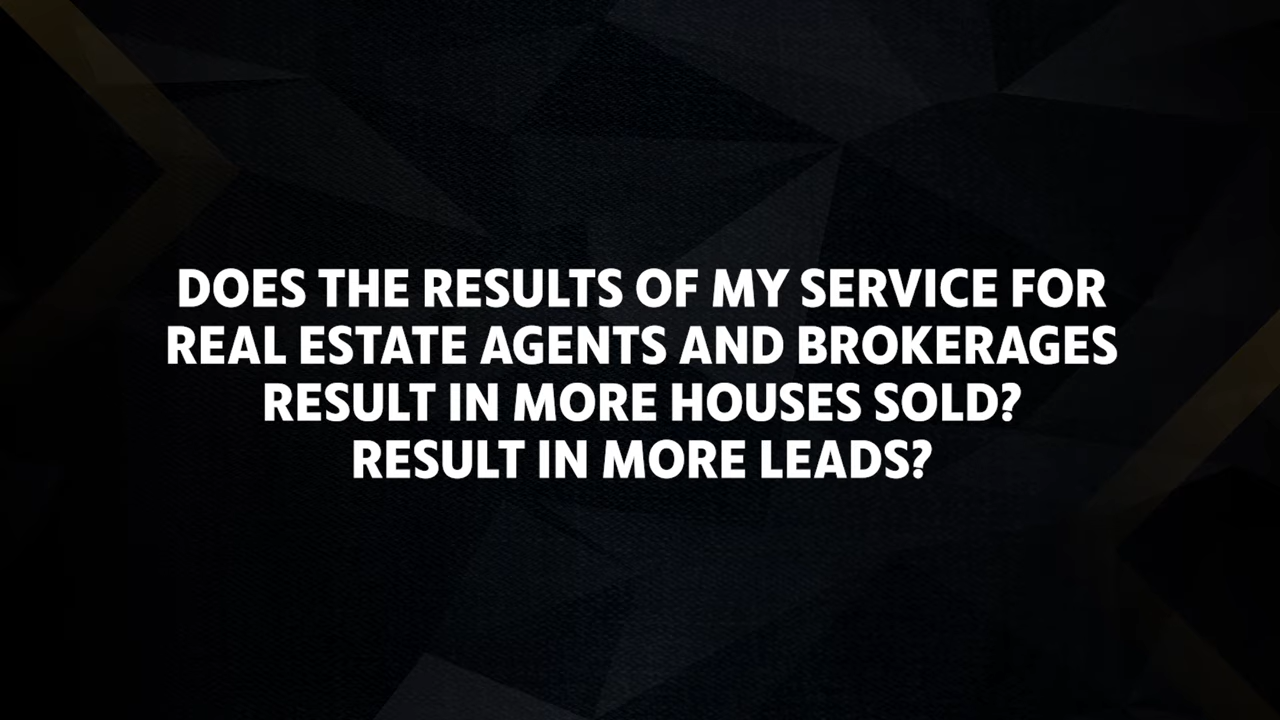 DOES THE RESULTS OF MY SERVICE FOR
REAL ESTATE AGENTS AND BROKERAGES
RESULT IN MORE HOUSES SOLD?
RESULT IN MORE LEADS?